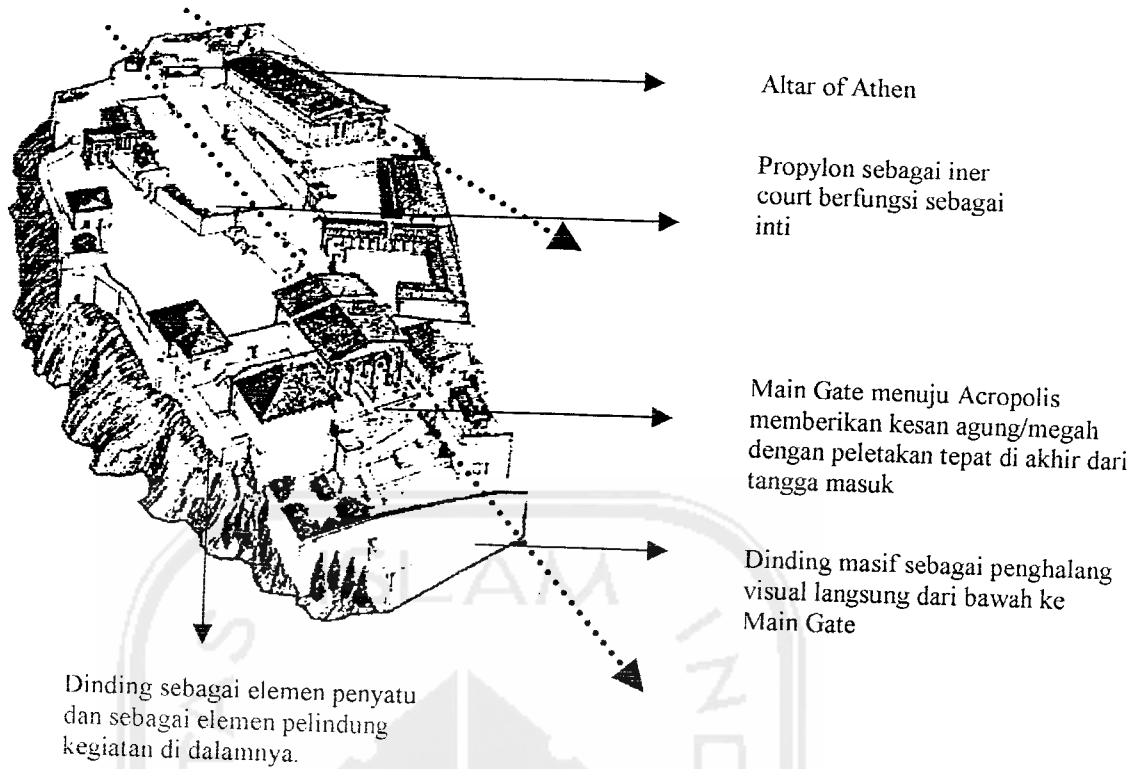 Altar of Athen
Propylon sebagai iner
court berfungsi sebagai
inti
Main Gate menuju Acropolis
memberikan kesan agung/megah
dengan peletakan tepat di akhir dari
tangga masuk
Dinding masif sebagai penghalang
visual langsung dari bawah ke
Main Gate
Dinding sebagai elemen penyatu
dan sebagai elemen pelindung
kegiatan di dalamnya.
ISLAM